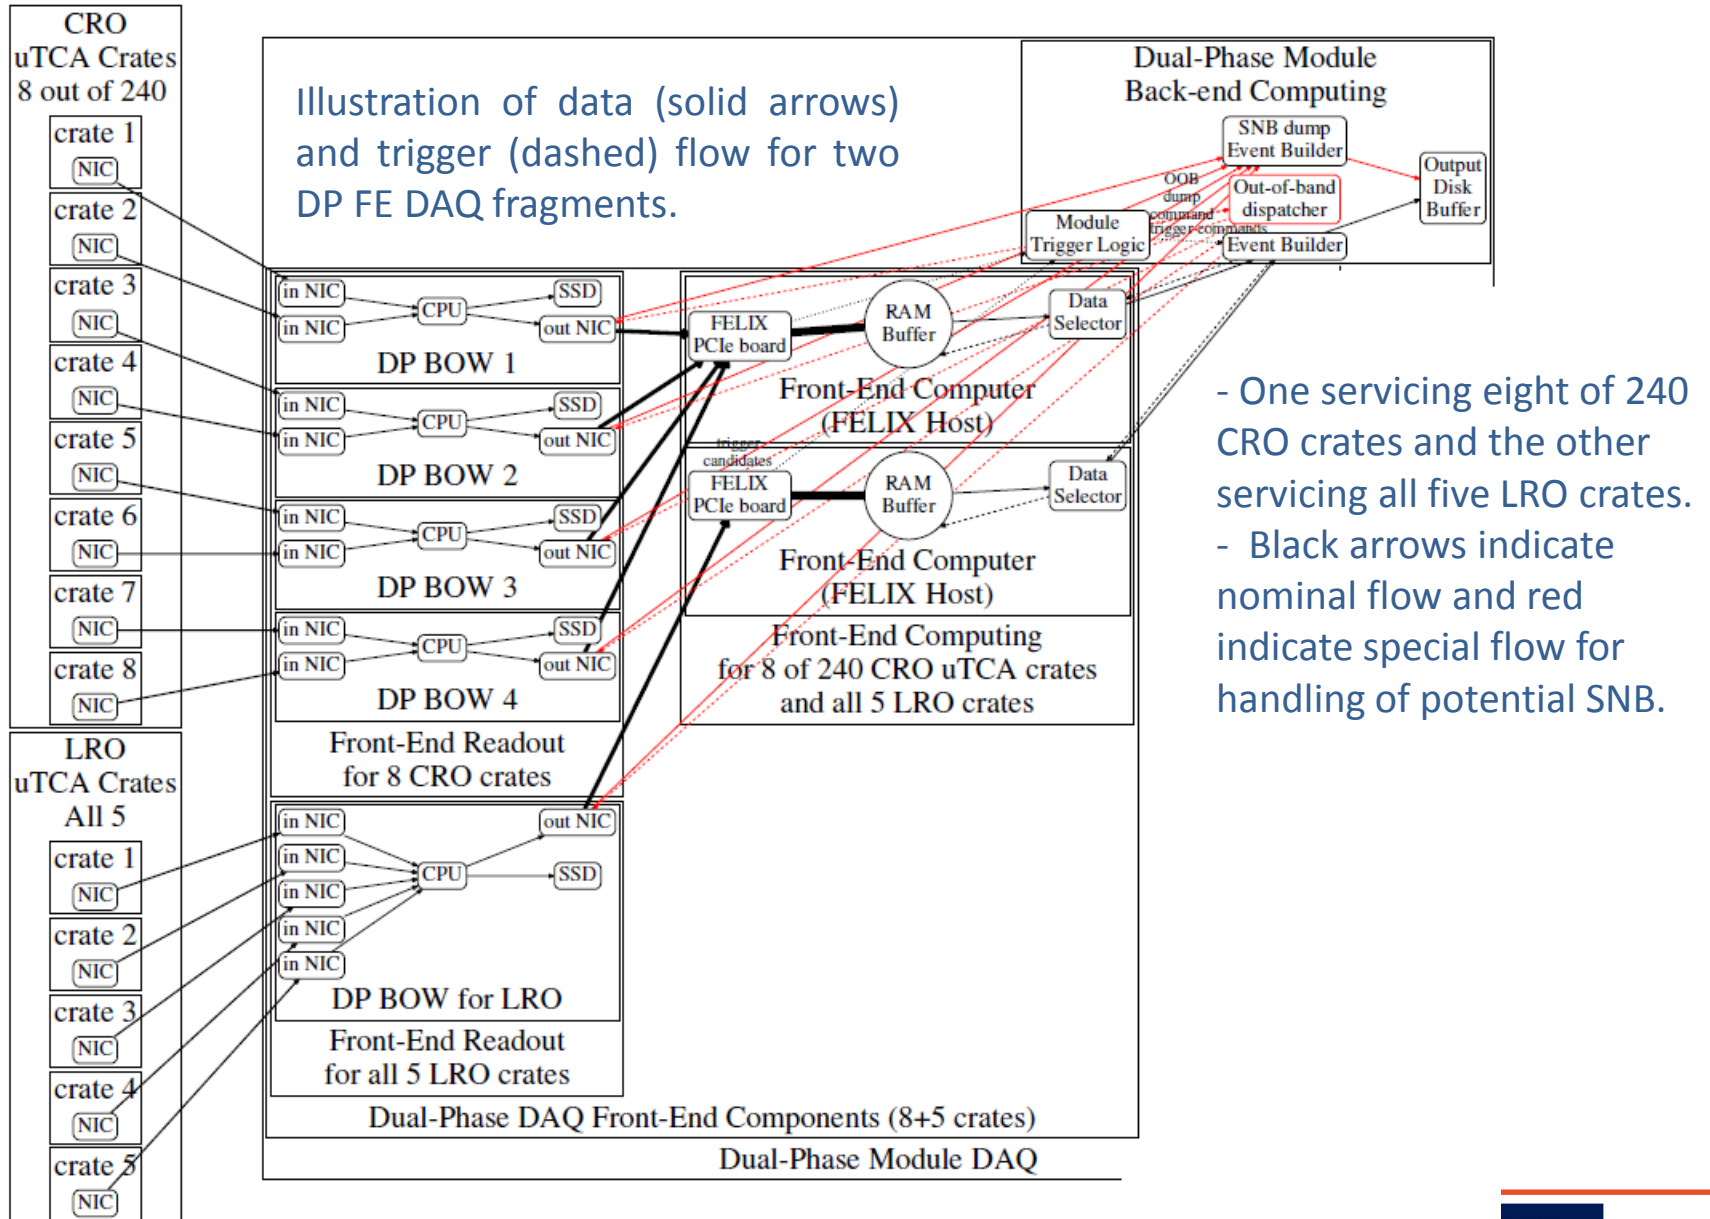 CRO
uTCA Crates
8 out of 240
crate 1
NIC
crate 2
NIC
crate 3
NIC
crate 4
NIC
crate 5
NIC
crate 6
NIC
crate 7
NIC
crate 8
NIC
LRO
uTCA Crates
All 5
crate 1
NIC
crate 2
NIC
crate 3
NIC
crate 4
NIC
crate 5
NIC
Illustration of data (solid arrows)
and trigger (dashed) flow for two
DP FE DAQ fragments.
in NIC
in NIC
CPU
SSD
out NIC
DP BOW 1
in NIC
in NIC
CPU
SSD
out NIC
DP BOW 2
in NIC
in NIC
CPU
SSD
out NIC
DP BOW 3
in NIC
in NIC
CPU
SSD
out NIC
DP BOW 4
Front-End Readout
for 8 CRO crates
in NIC
in NIC
in NIC
in NIC
in NIC
CPU
out NIC
SSD
DP BOW for LRO
Front-End Readout
for all 5 LRO crates
Dual-Phase DAQ Front-End Components (8+5 crates)
Dual-Phase Module DAQ
FELIX
PCIe board
RAM
Buffer
Data
Selector
Front-End Computer
(FELIX Host)
trigger
candidates
FELIX
PCIe board
RAM
Buffer
Data
Selector
Front-End Computer
(FELIX Host)
Front-End Computing
for 8 of 240 CRO uTCA crates
and all 5 LRO crates
Dual-Phase Module
Back-end Computing
SNB dump
Event Builder
Output
Disk
Buffer
OOB
dump
command
trigger commands
Out-of-band
dispatcher
Module
Trigger Logic
Event Builder
- One servicing eight of 240
CRO crates and the other
servicing all five LRO crates.
- Black arrows indicate
nominal flow and red
indicate special flow for
handling of potential SNB.